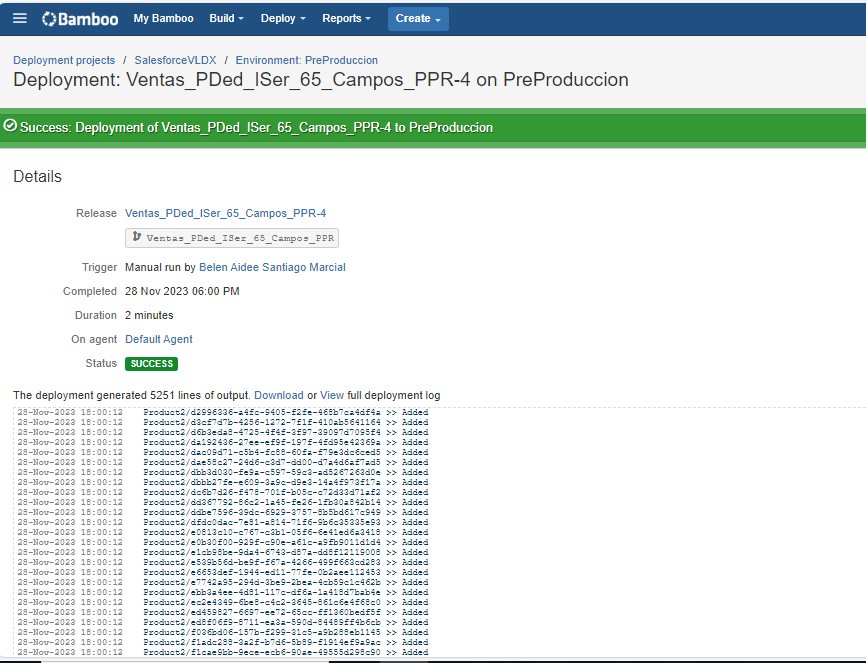 Bamboo My Bamboo Build Deploy Reports Create
Deployment projects / SalesforceVLDX / Environment: PreProduccion
Deployment: Ventas_PDed_ISer_65_Campos_PPR-4 on PreProduccion
Success: Deployment of Ventas_PDed_ISer_65_Campos_PPR-4 to PreProduccion
Details
Release Ventas_PDed_ISer_65_Campos_PPR-4
Ventas_PDed_ISer_65_Campos_PPR
Trigger Manual run by Belen Aidee Santiago Marcial
Completed 28 Nov 2023 06:00 PM
Duration 2 minutes
On agent Default Agent
Status SUCCESS
The deployment generated 5251 lines of output. Download or View full deployment log
28-Nov-2023 18:00:12 Product2/d2996336-a4fc-9405-f2fe-468b7ca4df4a >> Added
28-Nov-2023 18:00:12 Product2/d3cf7d7b-4256-1272-7f1f-410ab5641164 >> Added
28-Nov-2023 18:00:12 Product2/d6b3eda8-4725-4f4f-3f97-39097d7095f4 >> Added
28-Nov-2023 18:00:12 Product2/da192436-27ee-ef9f-197f-4fd95e42369a >> Added
28-Nov-2023 18:00:12 Product2/dac09d71-c5b4-fc88-60fa-f79e3dc6ced5 >> Added
28-Nov-2023 18:00:12 Product2/dae58c27-24d6-c3d7-dd00-d7a4d6af7ad5 >> Added
28-Nov-2023 18:00:12 Product2/dbb3d030-fe9a-c597-59c3-ad5267263d0e >> Added
28-Nov-2023 18:00:12 Product2/dbbb27fe-e609-3a9c-d9e3-14a4f973f17a >> Added
28-Nov-2023 18:00:12 Product2/dc6b7d26-f478-701f-b05c-c72d33d71af2 >> Added
28-Nov-2023 18:00:12 Product2/dd367792-86c2-1a45-fe26-1fb30a842b14 >> Added
28-Nov-2023 18:00:12 Product2/ddbe7596-39dc-6929-3757-8b5bd617c949 >> Added
28-Nov-2023 18:00:12 Product2/dfdc0dac-7e81-a814-71f6-9b6c35335e93 >> Added
28-Nov-2023 18:00:12 Product2/e0813c10-c767-c3b1-05f6-6e41ed6a3418 >> Added
28-Nov-2023 18:00:12 Product2/e0b30f00-929f-c90e-a61c-a9fb9011d1d4 >> Added
28-Nov-2023 18:00:12 Product2/e1cb98be-9da4-6743-d87a-dd8f12119008 >> Added
28-Nov-2023 18:00:12 Product2/e539b56d-be9f-f67a-4266-499f663cd283 >> Added
28-Nov-2023 18:00:12 Product2/e6653def-1944-ed11-77fe-0b2aee112453 >> Added
28-Nov-2023 18:00:12 Product2/e7742a95-294d-3be9-2bea-4cb59c1c462b >> Added
28-Nov-2023 18:00:12 Product2/ebb3a4ee-4d81-117c-df6a-1a418d7bab4e >> Added
28-Nov-2023 18:00:12 Product2/ec2e4349-6be8-c4c2-3645-861c6e4f68c0 >> Added
28-Nov-2023 18:00:12 Product2/ed459827-6697-ee72-65cc-ff1360bedf5f >> Added
28-Nov-2023 18:00:12 Product2/ed8f06f9-8711-ea3a-590d-84489ff4b6cb >> Added
28-Nov-2023 18:00:12 Product2/f036bd06-157b-f299-31c5-a9b288eb1145 >> Added
28-Nov-2023 18:00:12 Product2/f1adc288-3a2f-b7d6-5b89-f1914ef9a9ac >> Added
28-Nov-2023 18:00:12 Product2/f1cae9bb-9ece-ecb6-90ae-49555d298c90 >> Added